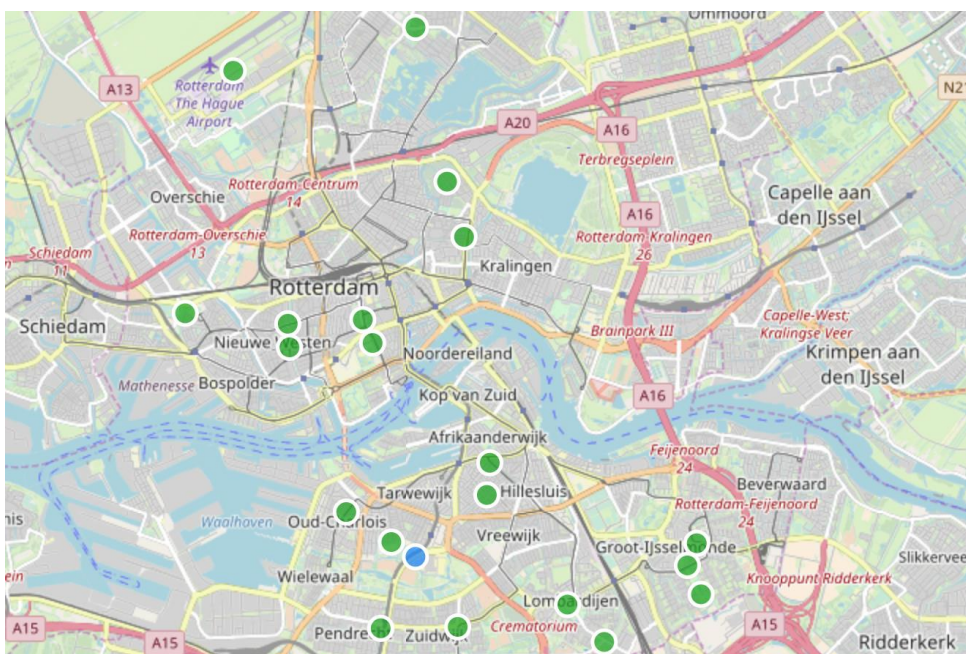 Ommoord
A13
Rotterdam
The Hague
Airport
N21
A20
A16
Terbregseplein
Rotterdam-Centrum
14
Overschie
Capelle aan
den IJssel
A16
Rotterdam-Overschie
13
Rotterdam-Kralingen
26
Schiedam
11
Kralingen
Rotterdam
Schiedam
Nieuwe Westen
Brainpark III
Capelle-West;
Kralingse Veer
Noordereiland
Krimpen aan
den IJssel
Mathenesse
Bospolder
Kop van Zuid
A16
Afrikaanderwijk
Feijenoord
24
Tarwewijk
Hillesluis
Beverwaard
Rotterdam-Feijenoord
24
Waalhaven
Oud-Charlois
Vreewijk
Groot-IJsselmonde
Slikkerveer
Wielewaal
Knooppunt Ridderkerk
Lombardijen
A15
A15
Pendrecht
Zuidwijk
Crematorium
A15
Ridderkerk